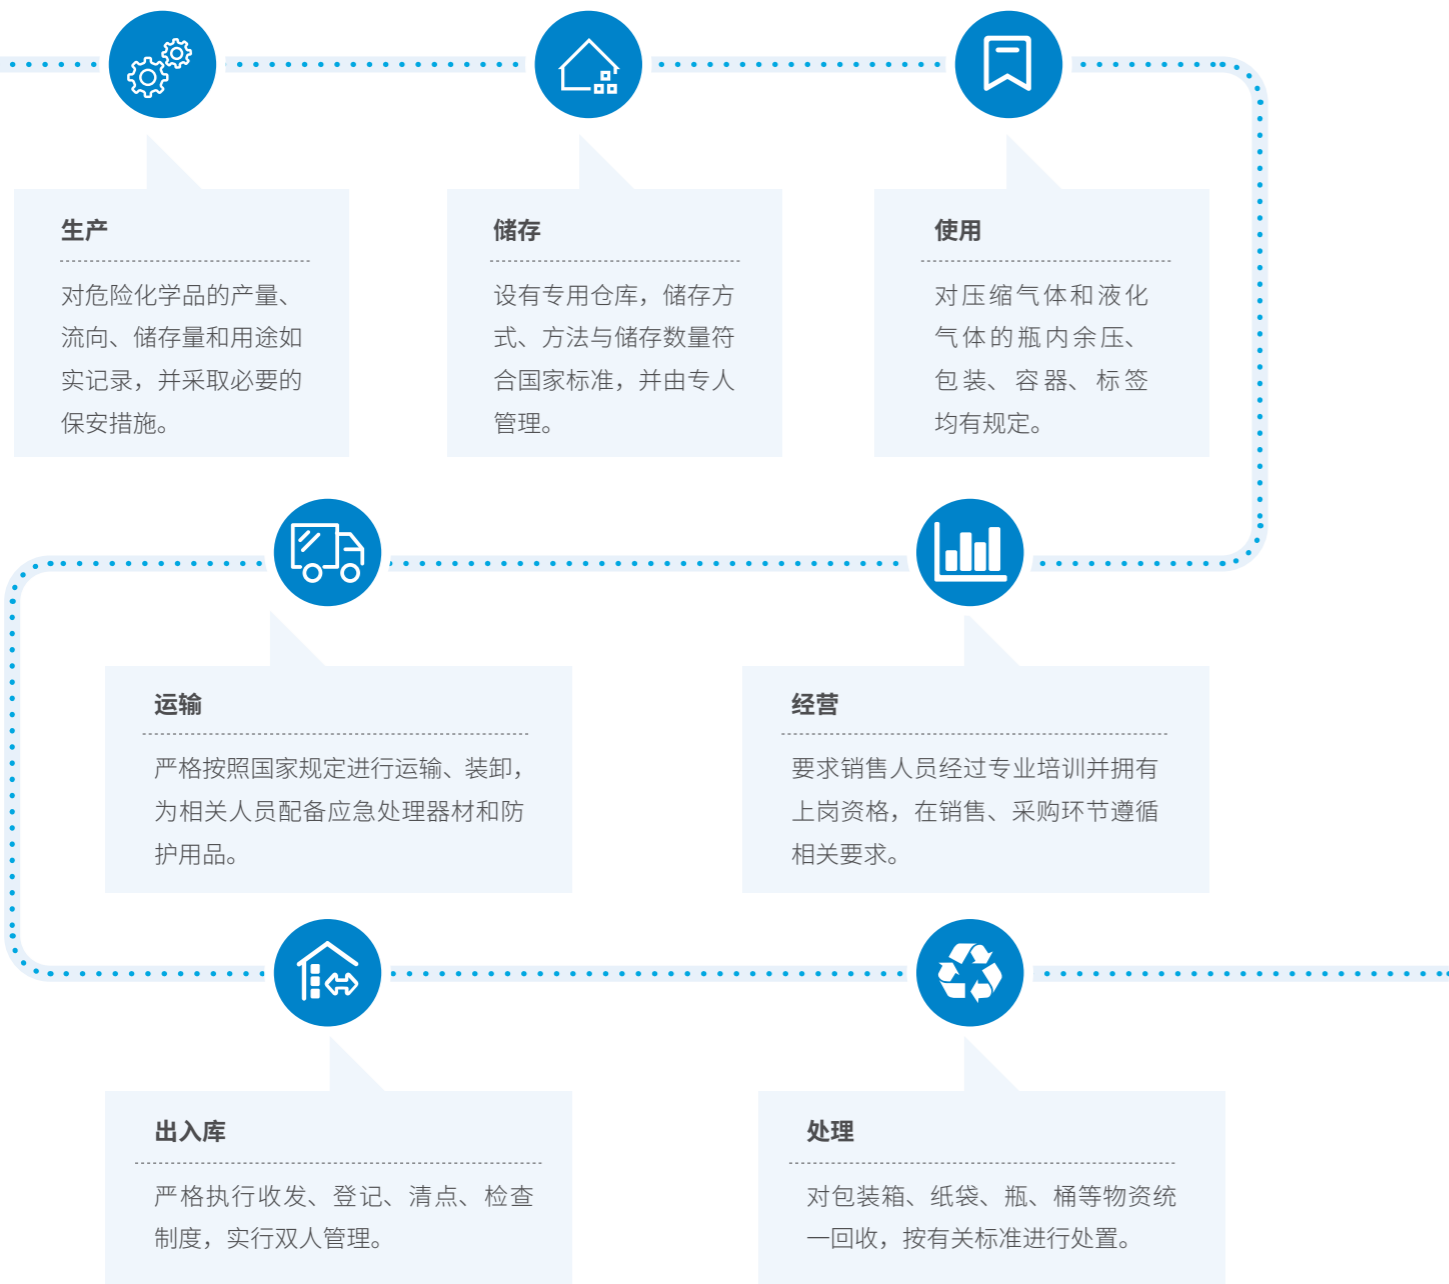 生产
对危险化学品的产量、
流向、储存量和用途如
实记录，并采取必要的
保安措施。
储存
设有专用仓库，储存方
式、方法与储存数量符
合国家标准，并由专人
管理。
使用
对压缩气体和液化
气体的瓶内余压、
包装、容器、标签
均有规定。
运输
严格按照国家规定进行运输、装卸，
为相关人员配备应急处理器材和防
护用品。
经营
要求销售人员经过专业培训并拥有
上岗资格，在销售、采购环节遵循
相关要求。
出入库
严格执行收发、登记、清点、检查
制度，实行双人管理。
处理
对包装箱、纸袋、瓶、桶等物资统
一回收，按有关标准进行处置。